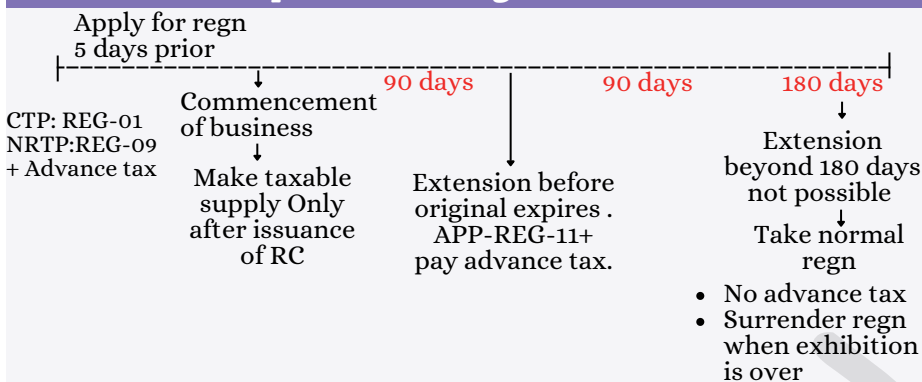 Apply for regn
5 days prior
90 days
90 days
180 days
CTP: REG-01
NRTP:REG-09
+ Advance tax
Commencement
of business
Make taxable
supply Only
after issuance
of RC
Extension before
original expires .
APP-REG-11+
pay advance tax.
Extension
beyond 180 days
not possible
Take normal
regn
• No advance tax
• Surrender regn
when exhibition
is over